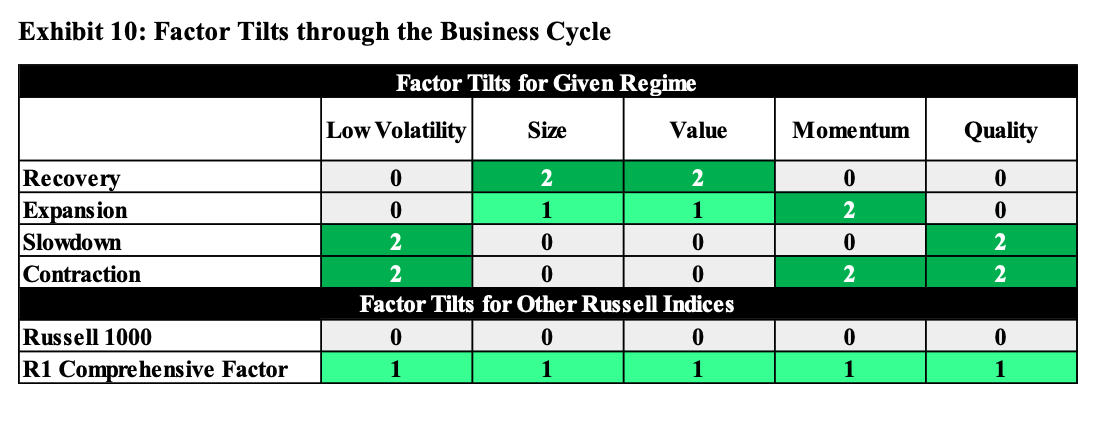 Exhibit 10: Factor Tilts through the Business Cycle
Factor Tilts for Given Regime
Low Volatility Size Value Momentum Quality
Recovery 0 2 2 0 0
Expansion 0 1 1 2 0
Slowdown 2 0 0 0 2
Contraction 2 0 0 2 2
Factor Tilts for Other Russell Indices
Russell 1000 0 0 0 0 0
R1 Comprehensive Factor 1 1 1 1 1